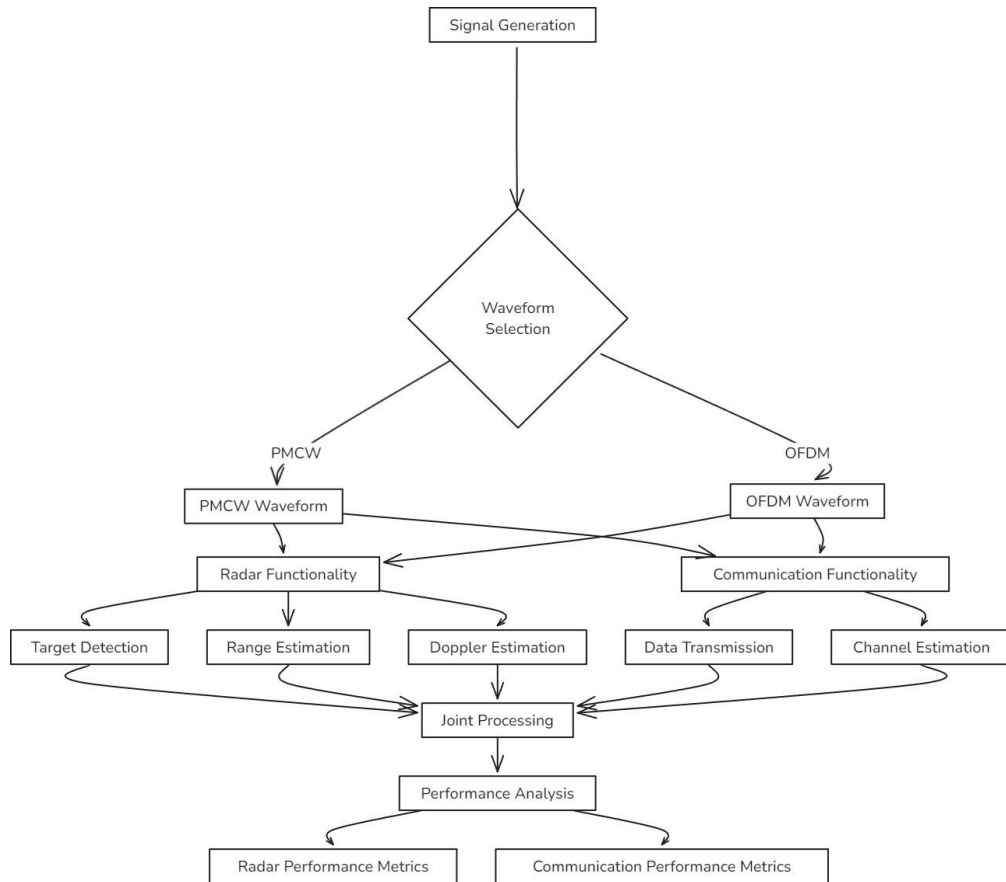 Signal Generation
Waveform
Selection
PMCW
OFDM
PMCW Waveform
OFDM Waveform
Radar Functionality
Communication Functionality
Target Detection
Range Estimation
Doppler Estimation
Data Transmission
Channel Estimation
Joint Processing
Performance Analysis
Radar Performance Metrics
Communication Performance Metrics